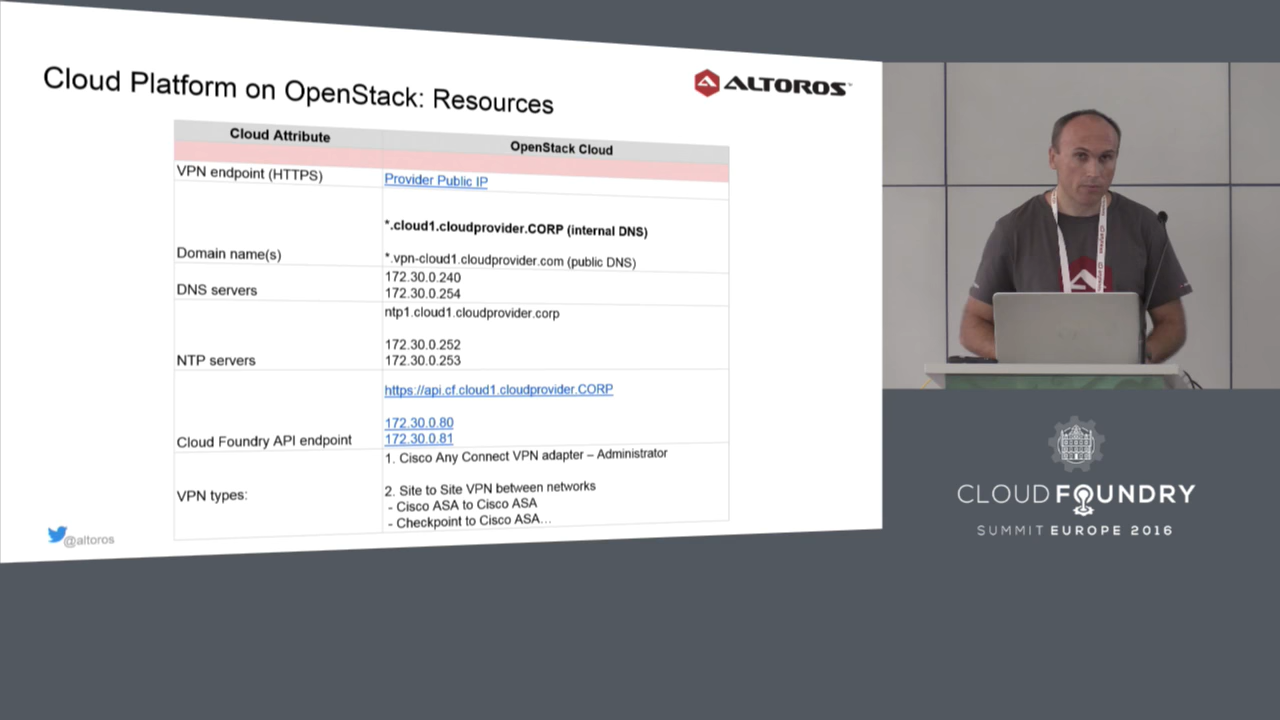 Cloud Platform on OpenStack: Resources
ALTOROS
Cloud Attribute
OpenStack Cloud
VPN endpoint (HTTPS)
Provider Public IP
Domain name(s)
*.cloud1.cloudprovider.CORP (internal DNS)
*.vpn-cloud1.cloudprovider.com (public DNS)
DNS servers
172.30.0.240
172.30.0.254
NTP servers
ntp1.cloud1.cloudprovider.corp
172.30.0.252
172.30.0.253
Cloud Foundry API endpoint
https://api.cf.cloud1.cloudprovider.CORP
172.30.0.80
172.30.0.81
VPN types:
1. Cisco Any Connect VPN adapter – Administrator
2. Site to Site VPN between networks
- Cisco ASA to Cisco ASA
- Checkpoint to Cisco ASA...
@altoros
CLOUD FOUNDRY
SUMMIT EUROPE 2016